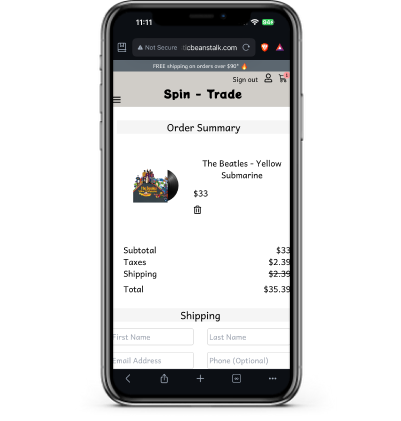 11:11
Not Secure ticbeanstalk.com
FREE shipping on orders over $90* 🔥
Sign out
Spin - Trade
Order Summary
The Beatles - Yellow
Submarine
$33
Subtotal $33
Taxes $2.39
Shipping $2.39
Total $35.39
Shipping
First Name Last Name
Email Address Phone (Optional)